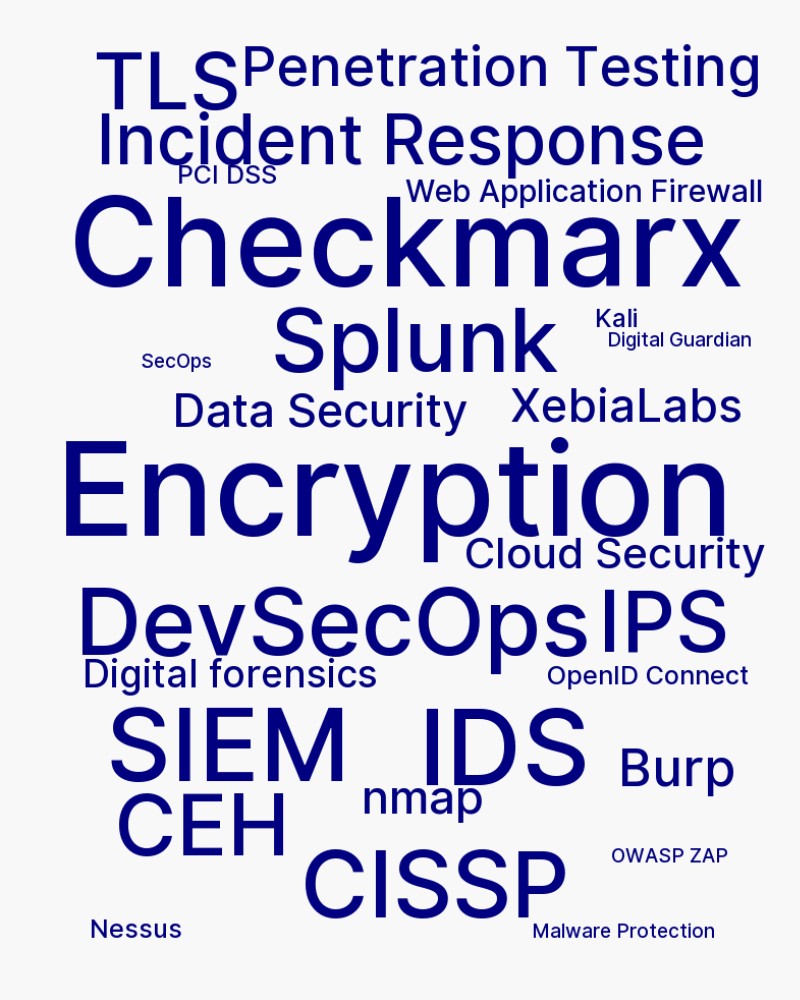 TLS
Penetration Testing
Incident Response
PCI DSS
Web Application Firewall
Checkmarx
Splunk
Kali
Digital Guardian
SecOps
Data Security
XebiaLabs
Encryption
Cloud Security
DevSecOps
IPS
Digital forensics
OpenID Connect
SIEM
IDS
Burp
nmap
CEH
OWASP ZAP
CISSP
Nessus
Malware Protection